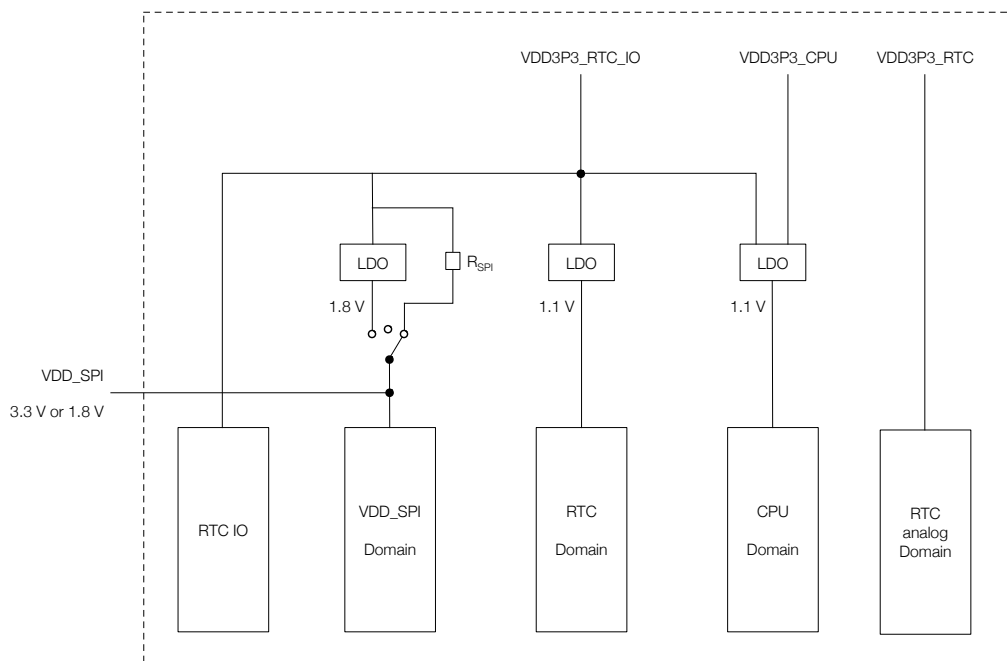 VDD3P3_RTC_IO
VDD3P3_CPU
VDD3P3_RTC
LDO
RSPI
LDO
LDO
1.8 V
1.1 V
1.1 V
VDD_SPI
3.3 V or 1.8 V
RTC IO
VDD_SPI
Domain
RTC
Domain
CPU
Domain
RTC
analog
Domain